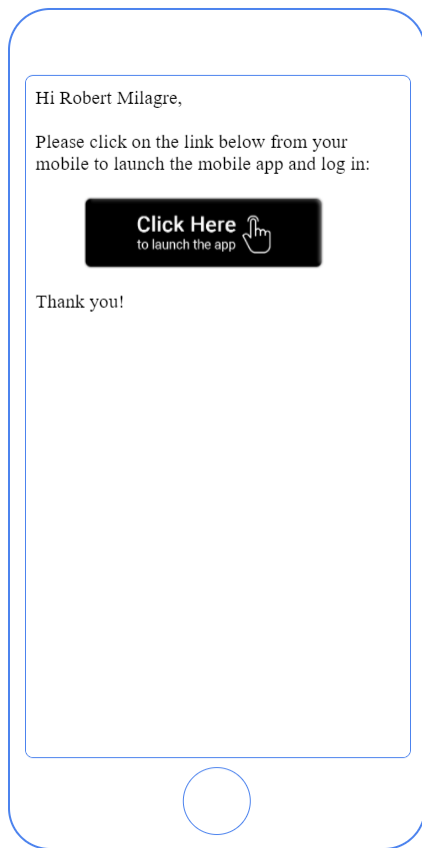 Hi Robert Milagre,
Please click on the link below from your
mobile to launch the mobile app and log in:
Click Here
to launch the app
Thank you!